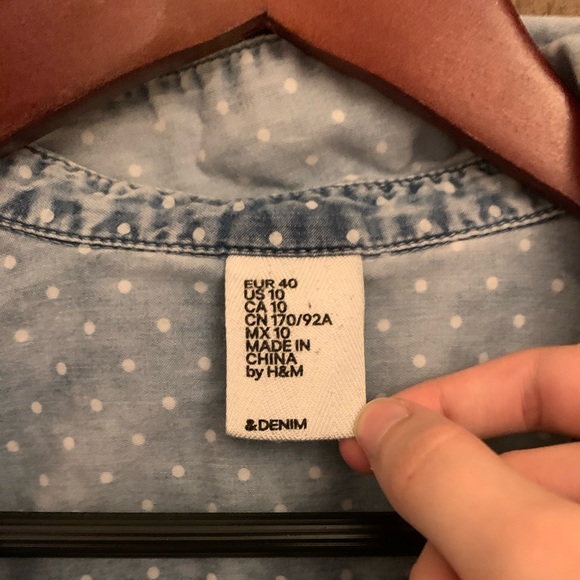 EUR 40
US 10
CA 10
CN 170/92A
MX 10
MADE IN
CHINA
by H&M
&DENIM